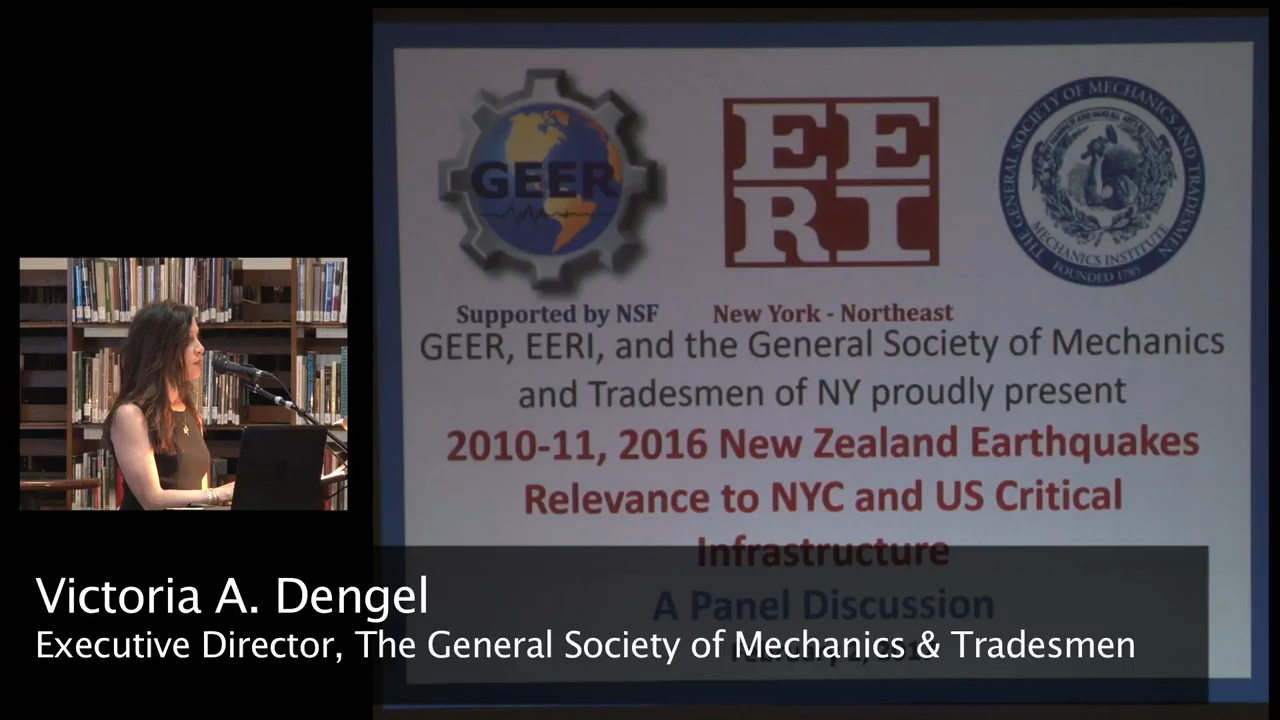 GEER
EE
RI
THE GENERAL SOCIETY OF MECHANICS AND TRADESMEN
MECHANICS INSTITUTE
FOUNDED 1785
Supported by NSF
New York - Northeast
GEER, EERI, and the General Society of Mechanics
and Tradesmen of NY proudly present
2010-11, 2016 New Zealand Earthquakes
Relevance to NYC and US Critical
Infrastructure
A Panel Discussion
Victoria A. Dengel
Executive Director, The General Society of Mechanics & Tradesmen